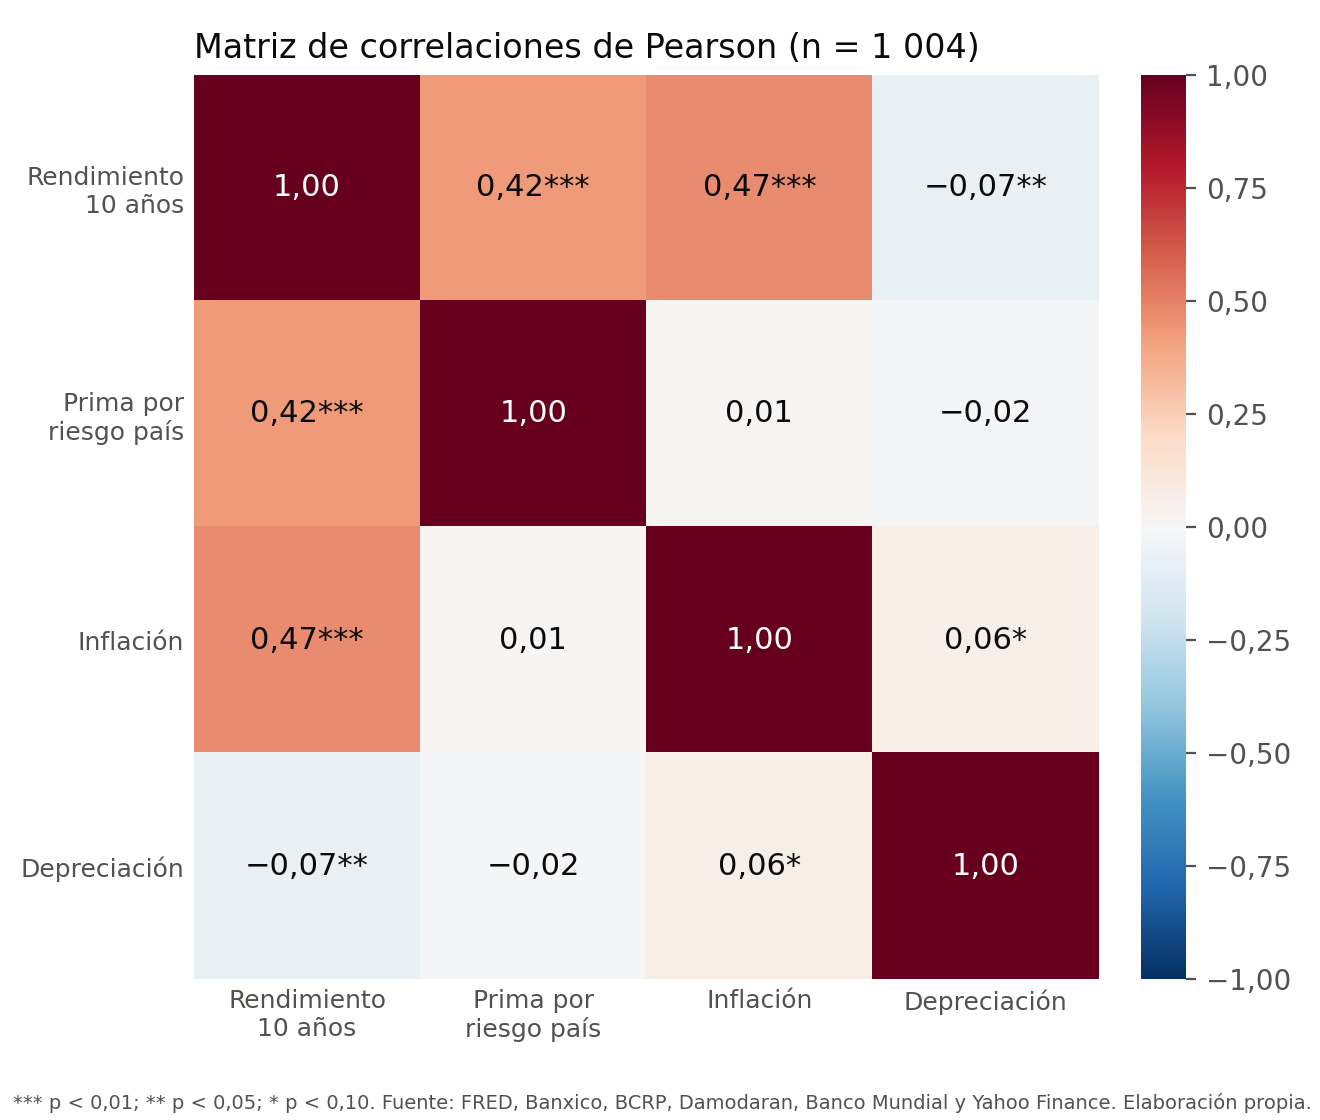 Matriz de correlaciones de Pearson (n = 1 004)
Rendimiento
10 años
1,00
0,42***
0,47***
−0,07**
Prima por
riesgo país
0,42***
1,00
0,01
−0,02
Inflación
0,47***
0,01
1,00
0,06*
Depreciación
−0,07**
−0,02
0,06*
1,00
Rendimiento
10 años
Prima por
riesgo país
Inflación
Depreciación
1,00
0,75
0,50
0,25
0,00
−0,25
−0,50
−0,75
−1,00
*** p < 0,01; ** p < 0,05; * p < 0,10. Fuente: FRED, Banxico, BCRP, Damodaran, Banco Mundial y Yahoo Finance. Elaboración propia.